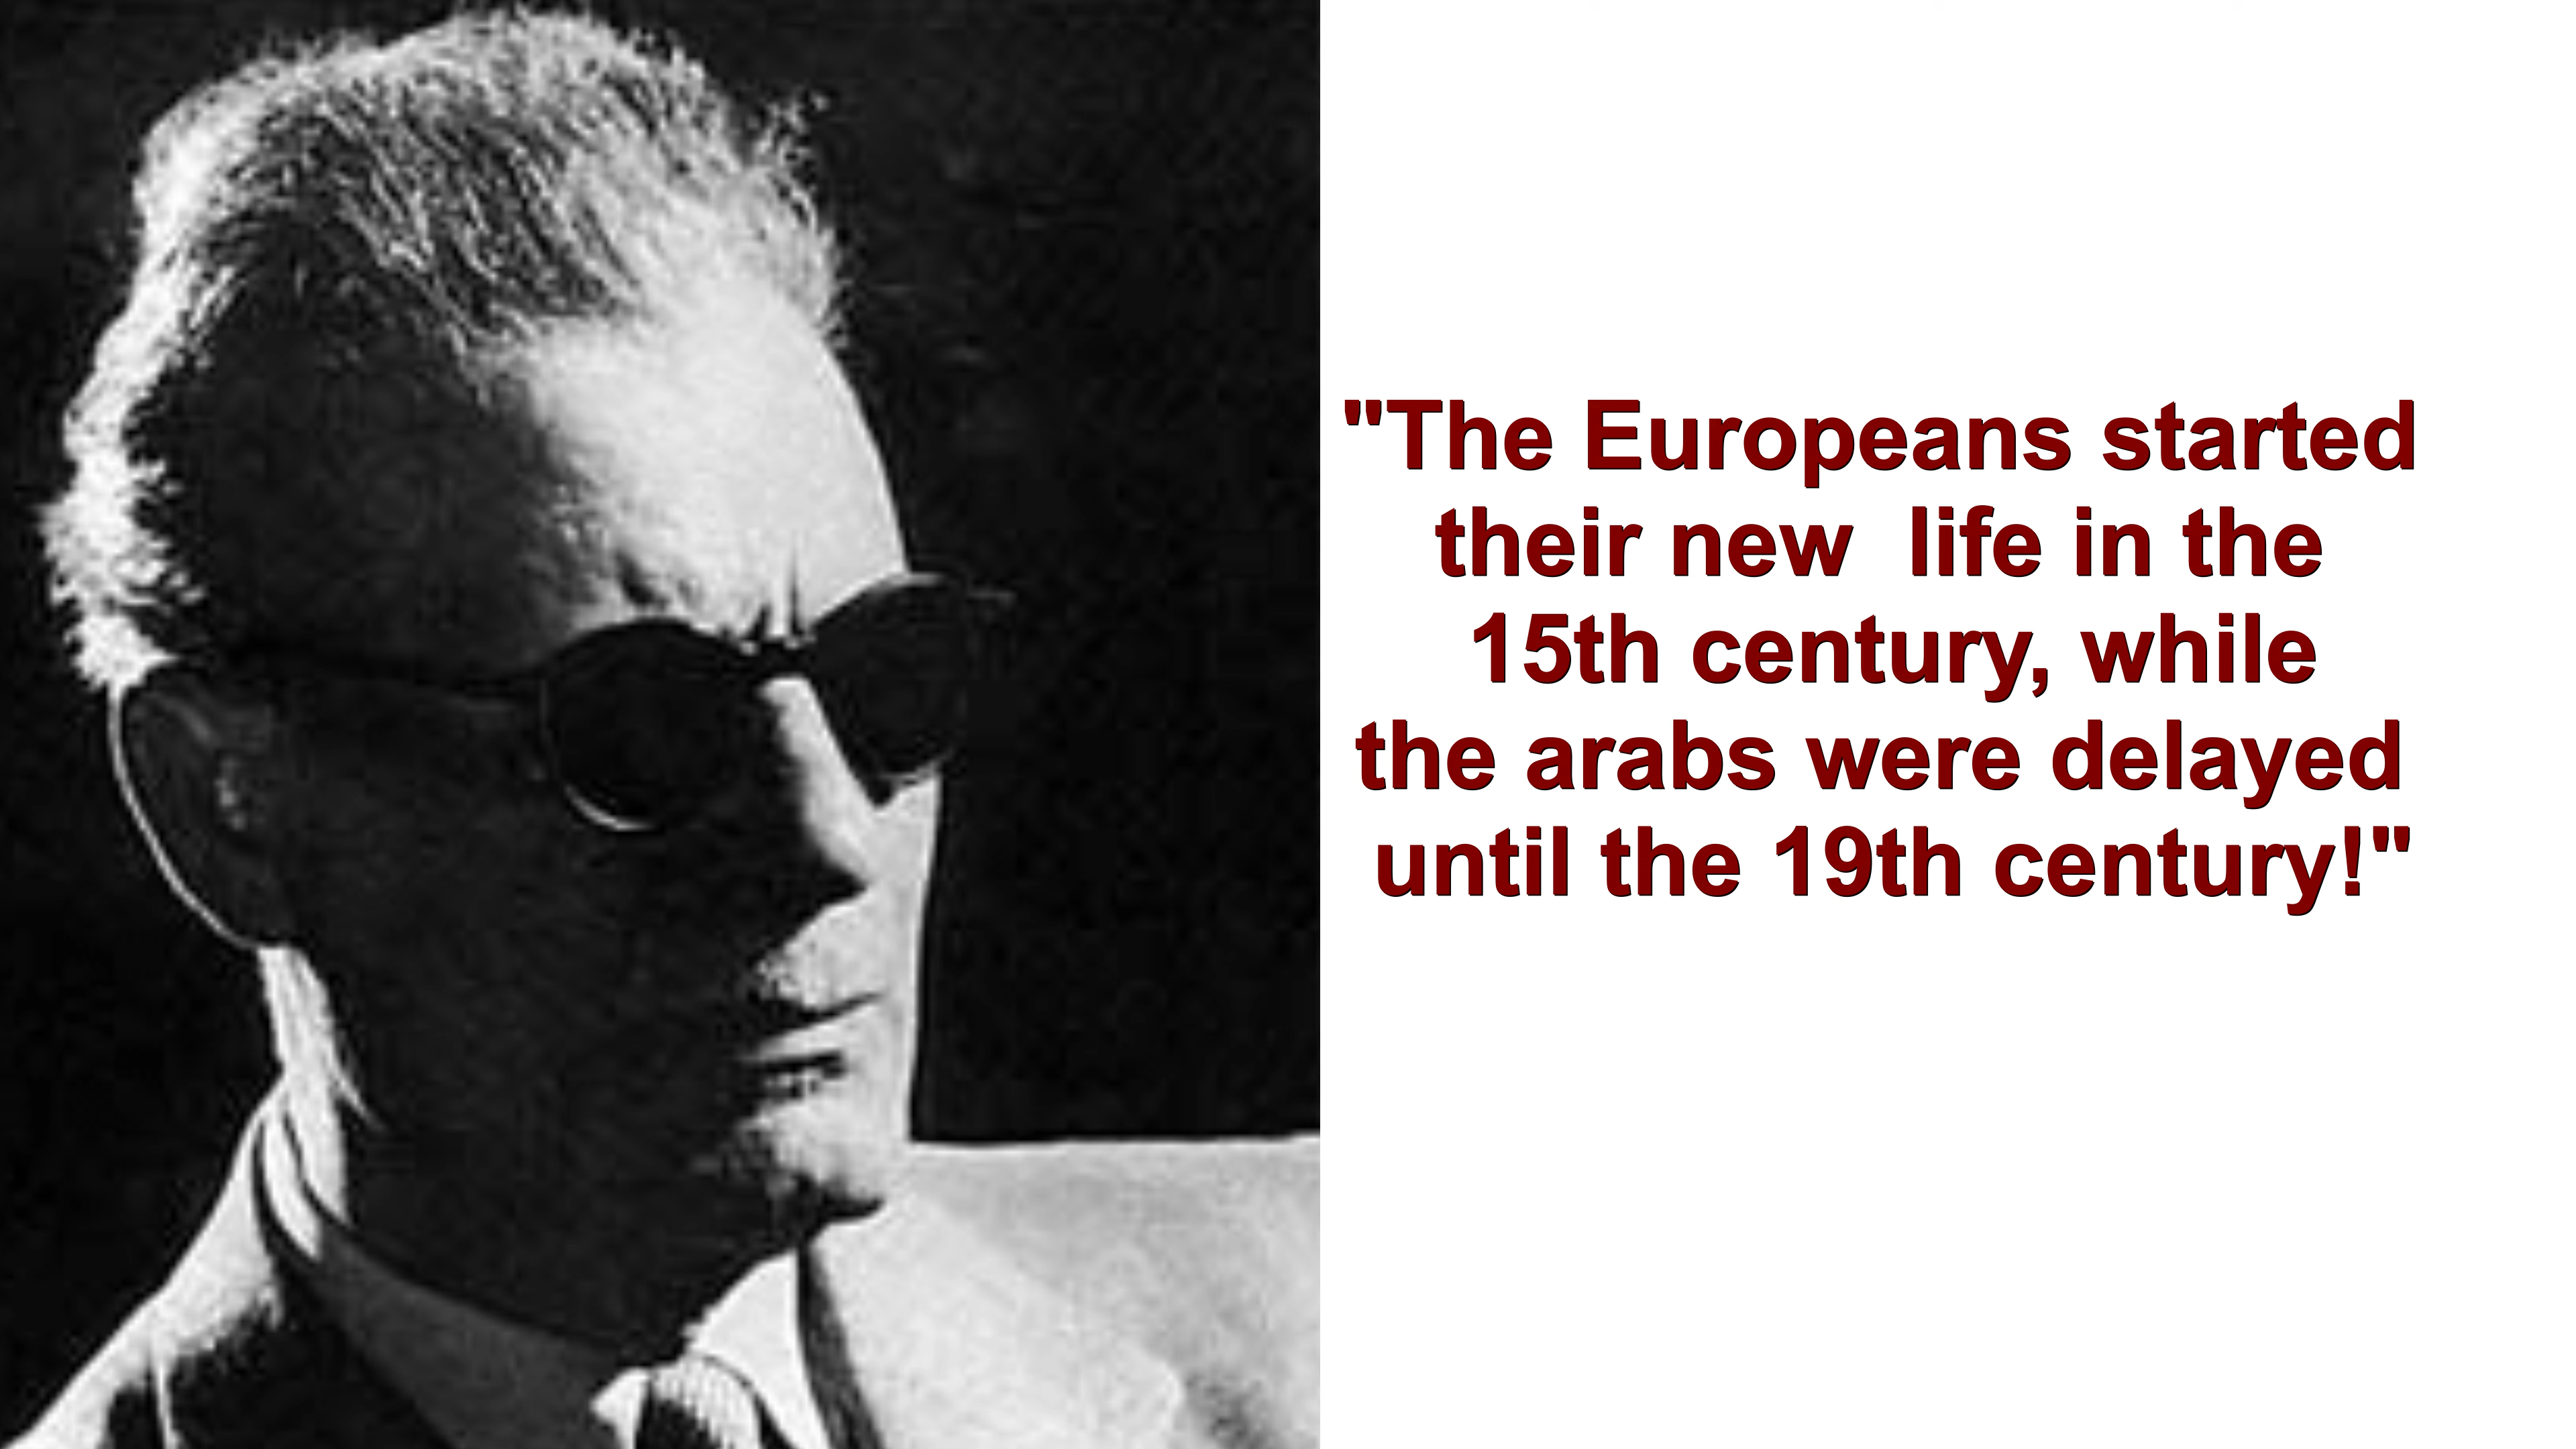 "The Europeans started
their new  life in the
15th century, while
the arabs were delayed
until the 19th century!"